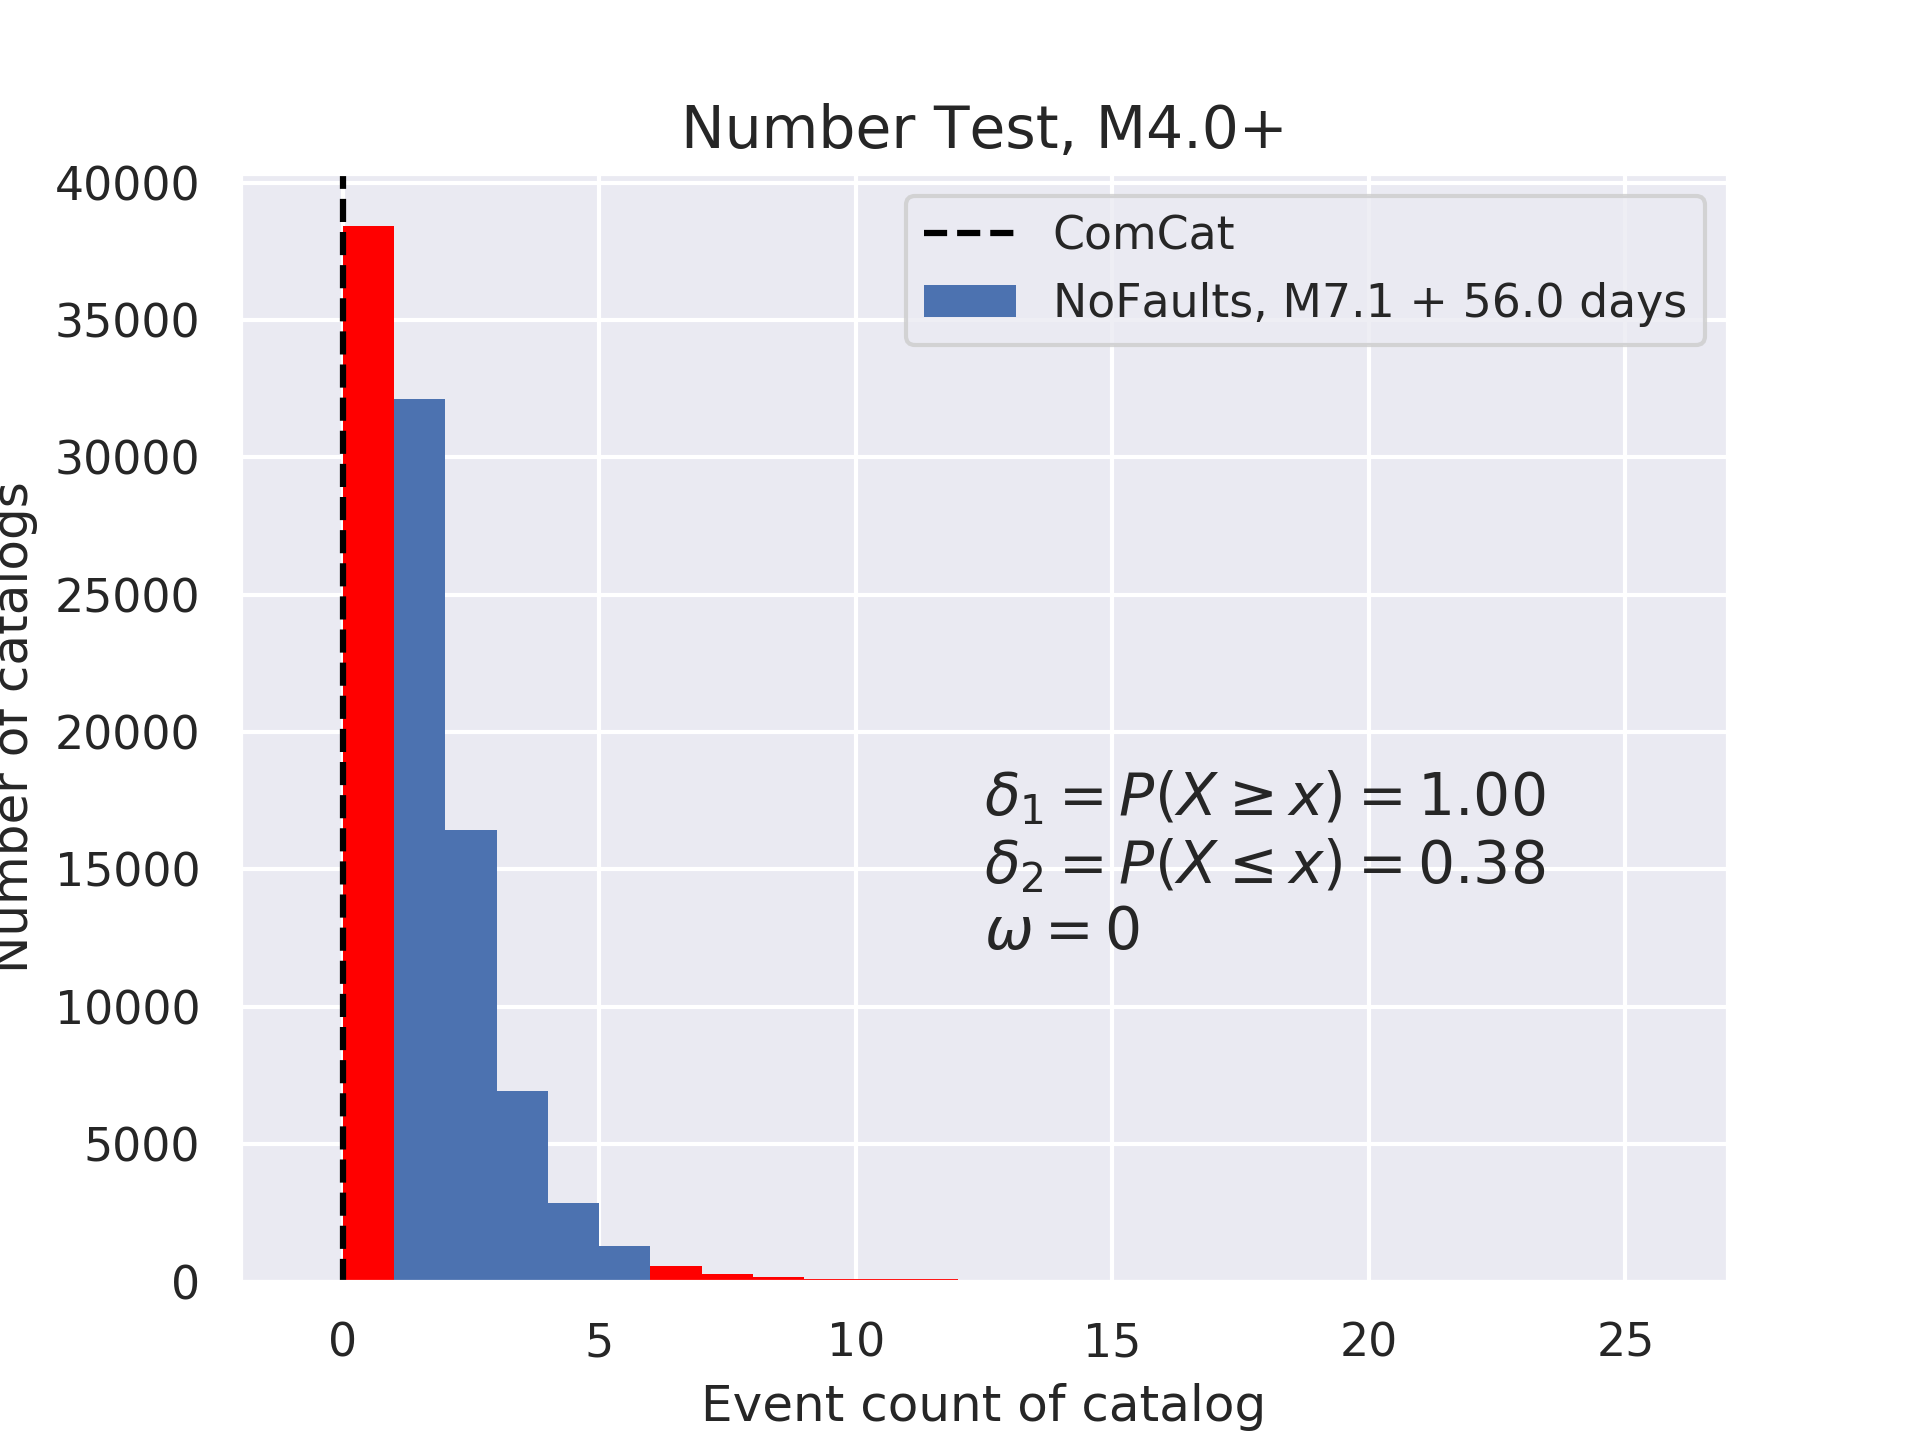 Number Test, M4.0+
40000
35000
30000
25000
20000
15000
10000
5000
0
Number of catalogs
ComCat
NoFaults, M7.1 + 56.0 days
δ₁ = P(X ≥ x) = 1.00
δ₂ = P(X ≤ x) = 0.38
ω = 0
0 5 10 15 20 25
Event count of catalog